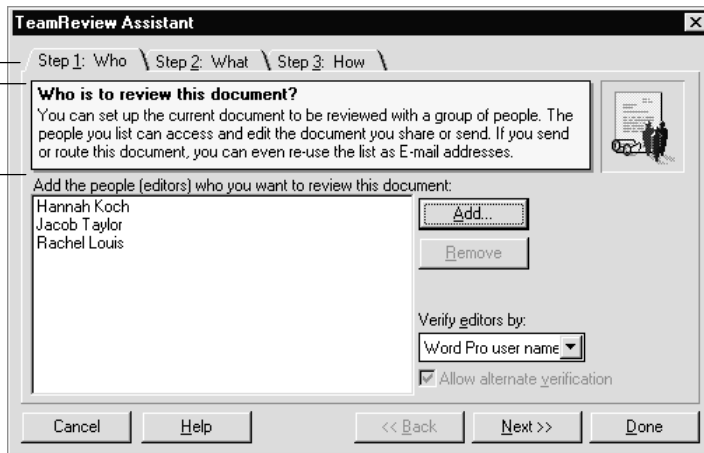 TeamReview Assistant
Step 1: Who
Step 2: What
Step 3: How
Who is to review this document?
You can set up the current document to be reviewed with a group of people. The
people you list can access and edit the document you share or send. If you send
or route this document, you can even re-use the list as E-mail addresses.
Add the people (editors) who you want to review this document:
Hannah Koch
Jacob Taylor
Rachel Louis
Add...
Remove
Verify editors by:
Word Pro user name
Allow alternate verification
Cancel
Help
<< Back
Next >>
Done